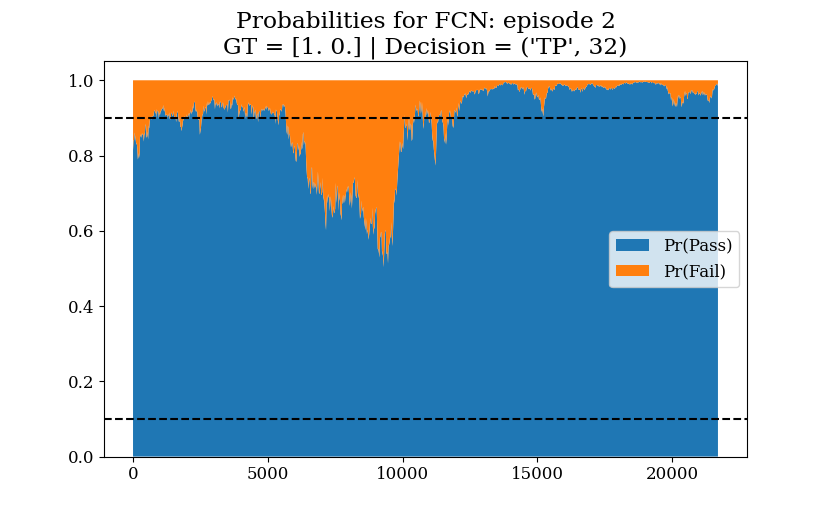 Probabilities for FCN: episode 2
GT = [1. 0.] | Decision = ('TP', 32)
1.0
0.8
0.6
0.4
0.2
0.0
Pr(Pass)
Pr(Fail)
0
5000
10000
15000
20000